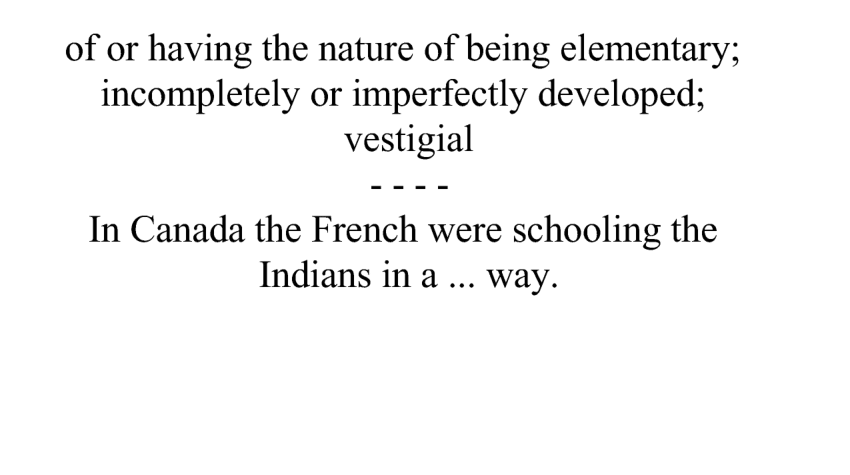 of or having the nature of being elementary;
incompletely or imperfectly developed;
vestigial
- - - -
In Canada the French were schooling the
Indians in a ... way.